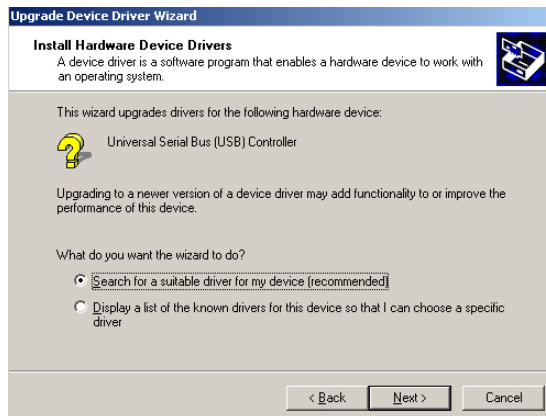 Upgrade Device Driver Wizard
Install Hardware Device Drivers
A device driver is a software program that enables a hardware device to work with
an operating system.
This wizard upgrades drivers for the following hardware device:
Universal Serial Bus (USB) Controller
Upgrading to a newer version of a device driver may add functionality to or improve the
performance of this device.
What do you want the wizard to do?
Search for a suitable driver for my device (recommended)
Display a list of the known drivers for this device so that I can choose a specific
driver
< Back Next > Cancel